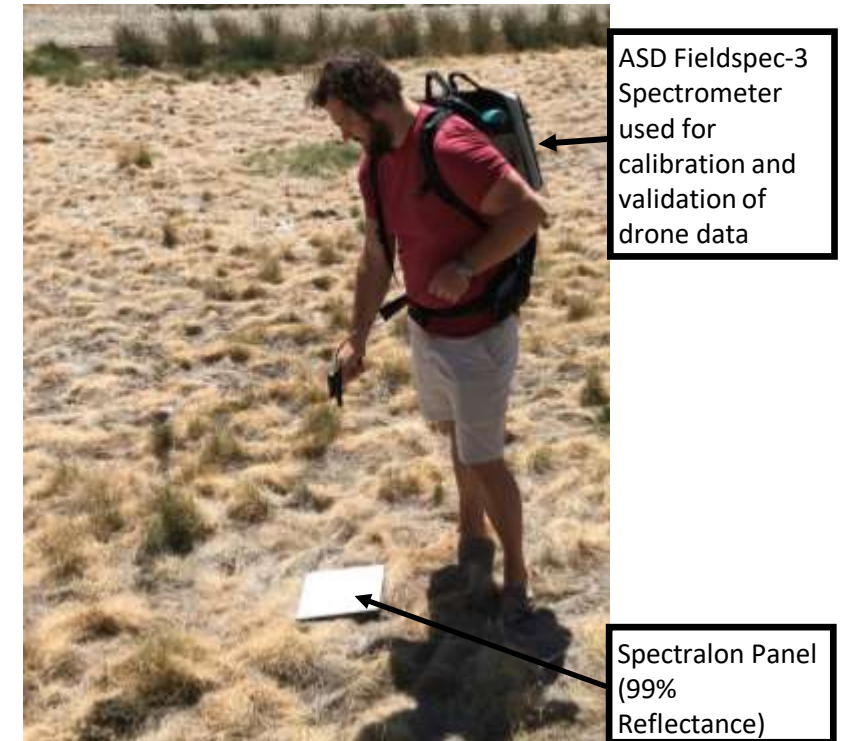 ASD Fieldspec-3
Spectrometer
used for
calibration and
validation of
drone data
Spectralon Panel
(99%
Reflectance)